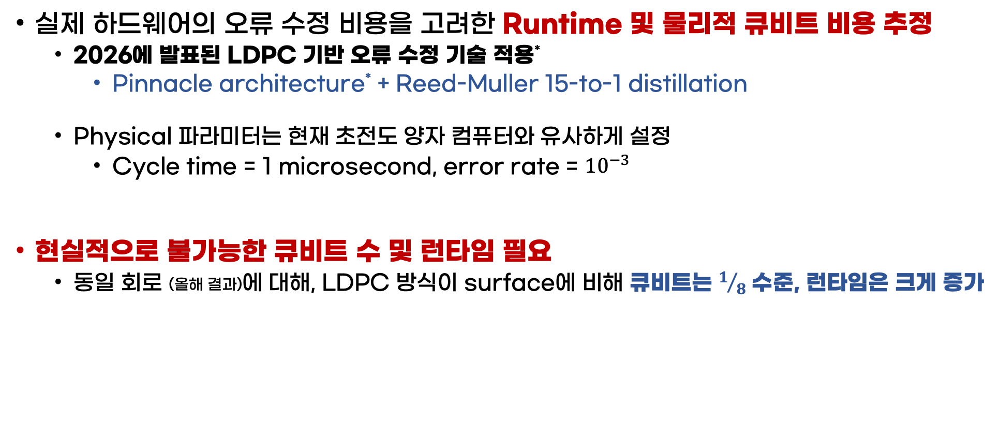 • 실제 하드웨어의 오류 수정 비용을 고려한 Runtime 및 물리적 큐비트 비용 추정
• 2026에 발표된 LDPC 기반 오류 수정 기술 적용*
• Pinnacle architecture* + Reed-Muller 15-to-1 distillation
• Physical 파라미터는 현재 초전도 양자 컴퓨터와 유사하게 설정
• Cycle time = 1 microsecond, error rate = 10⁻³
• 현실적으로 불가능한 큐비트 수 및 런타임 필요
• 동일 회로 (올해 결과)에 대해, LDPC 방식이 surface에 비해 큐비트는 1/8 수준, 런타임은 크게 증가